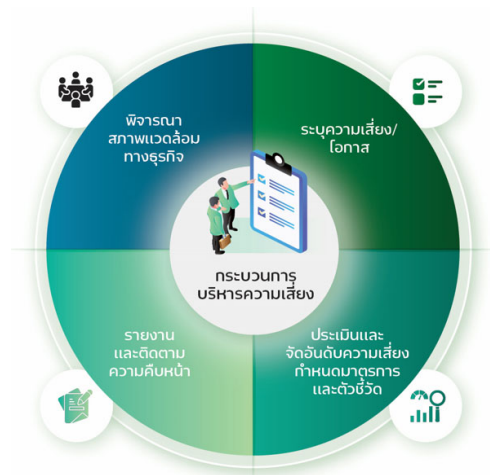 พิจารณา
สภาพแวดล้อม
ทางธุรกิจ
ระบุความเสี่ยง/
โอกาส
กระบวนการ
บริหารความเสี่ยง
รายงาน
และติดตาม
ความคืบหน้า
ประเมินและ
จัดอันดับความเสี่ยง
กำหนดมาตรการ
และตัวชี้วัด